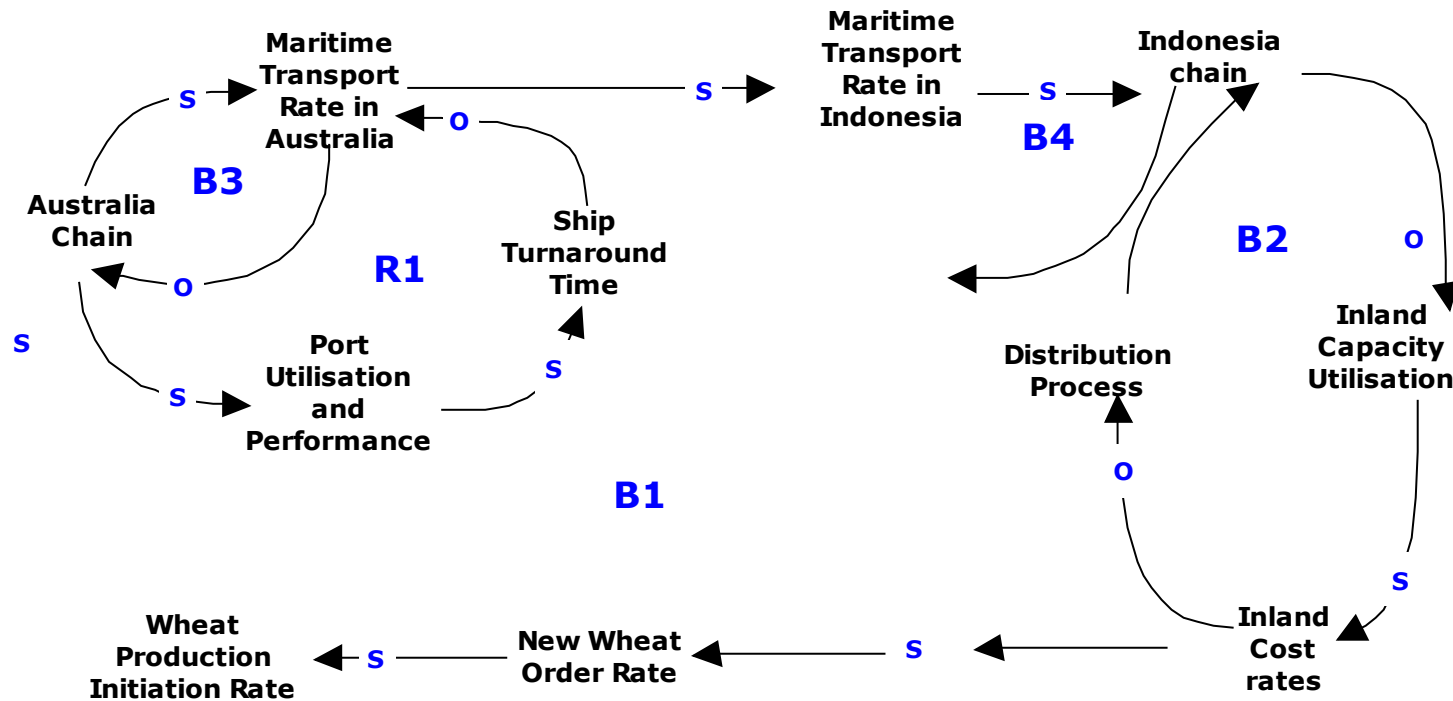 Maritime
Transport
Rate in
Australia
S
O
B3
Australia
Chain
O
R1
Ship
Turnaround
Time
S
S
S
Port
Utilisation
and
Performance
S
Maritime
Transport
Rate in
Indonesia
S
B4
Indonesia
chain
B2
O
Distribution
Process
Inland
Capacity
Utilisation
O
S
B1
Wheat
Production
Initiation Rate
S
New Wheat
Order Rate
S
Inland
Cost
rates